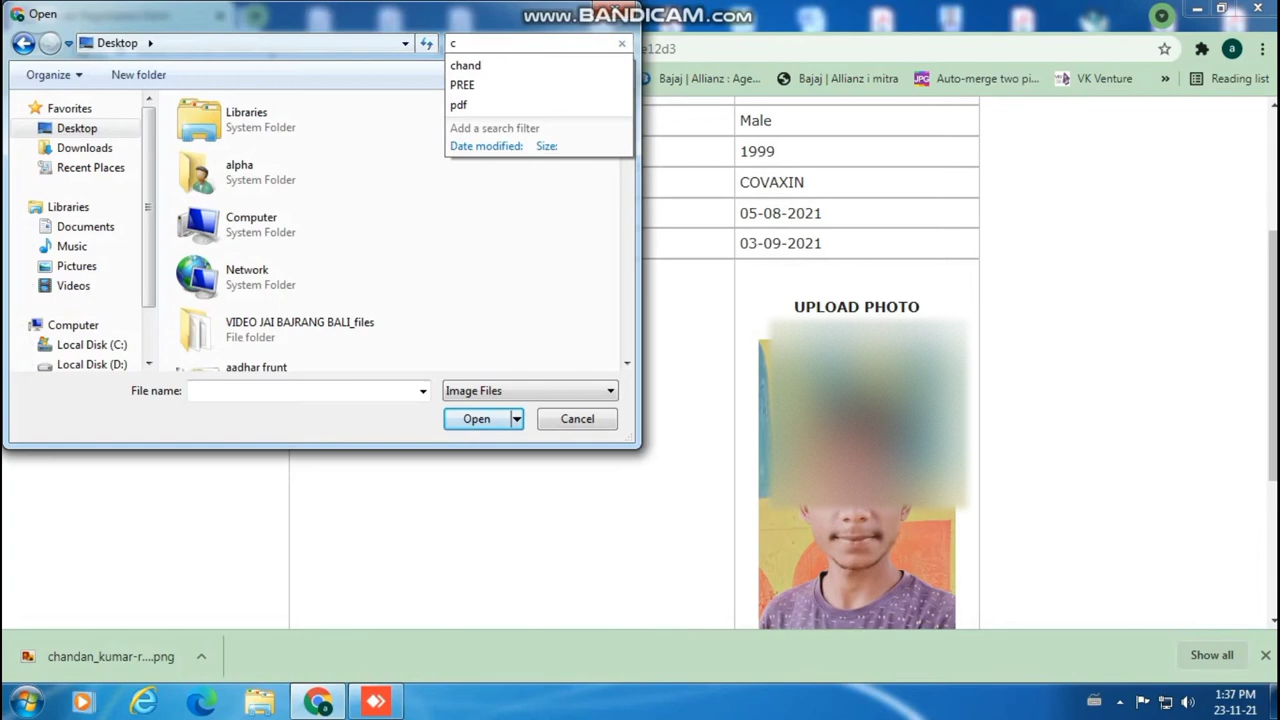 Open
www.BANDICAM.com
Desktop
c
e12d3
a
Organize
New folder
chand
PREE
pdf
Add a search filter
Date modified: Size:
Bajaj | Allianz : Age...
Bajaj | Allianz i mitra
Auto-merge two pi...
VK Venture
»
Reading list
Favorites
Desktop
Downloads
Recent Places
Libraries
Documents
Music
Pictures
Videos
Computer
Local Disk (C:)
Local Disk (D:)
Libraries
System Folder
alpha
System Folder
Computer
System Folder
Network
System Folder
VIDEO JAI BAJRANG BALI_files
File folder
aadhar frunt
File name:
Image Files
Open
Cancel
Male
1999
COVAXIN
05-08-2021
03-09-2021
UPLOAD PHOTO
chandan_kumar-r....png
Show all
1:37 PM
23-11-21